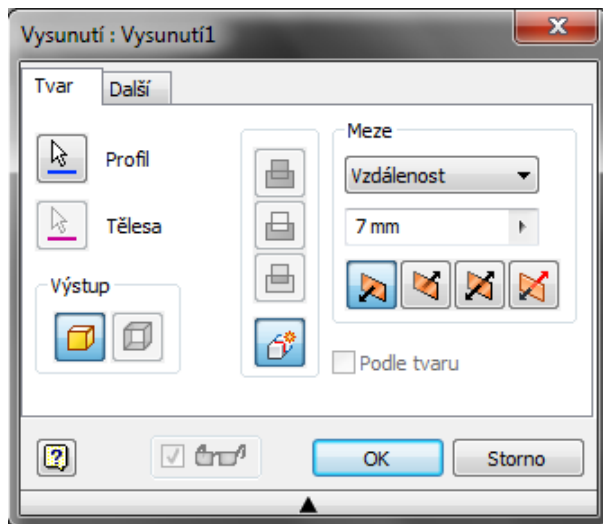 Vysunutí : Vysunutí1
Tvar
Další
Profil
Tělesa
Výstup
Meze
Vzdálenost
7 mm
Podle tvaru
OK
Storno